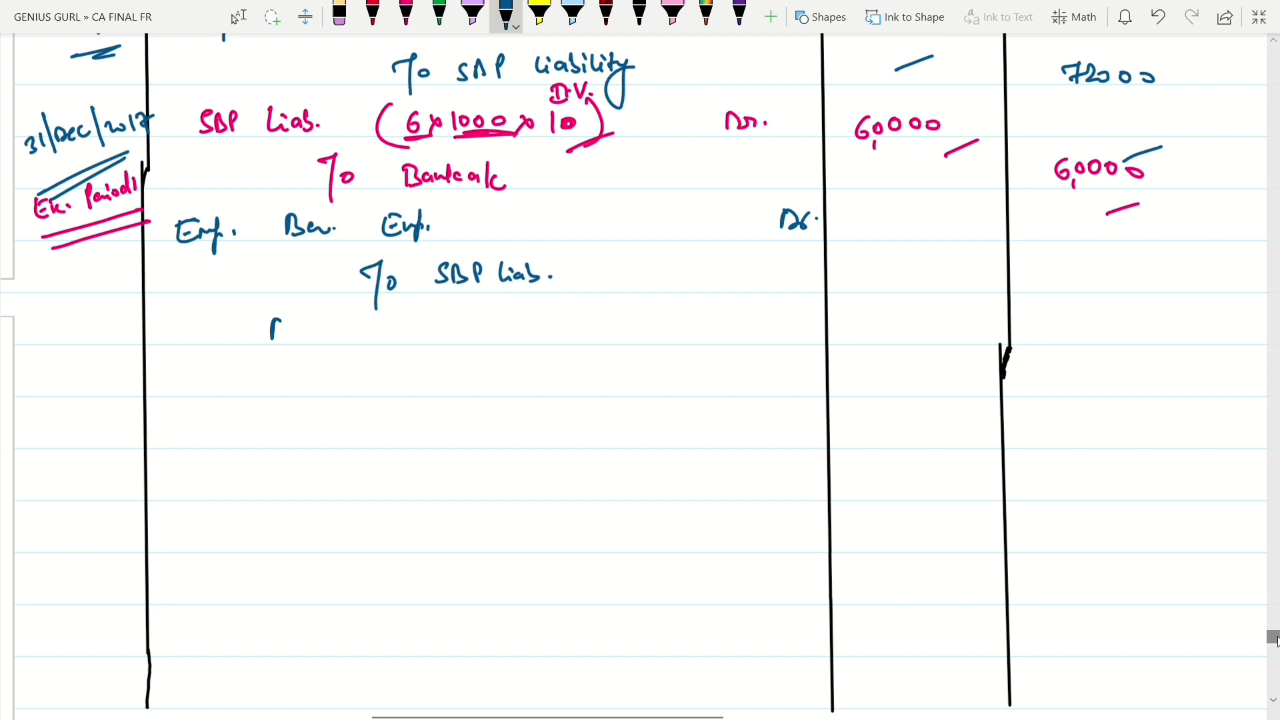 GENIUS GURL » CA FINAL FR
Shapes Ink to Shape Ink to Text Math
To SBP liability 72000
31/Dec/2017 SBP Liab. (6 x 1000 x 10) Dr. 60000
D.V.
To Bank a/c 60000
Ex. Period 1
Emp. Ben. Exp. Dr.
To SBP Liab.